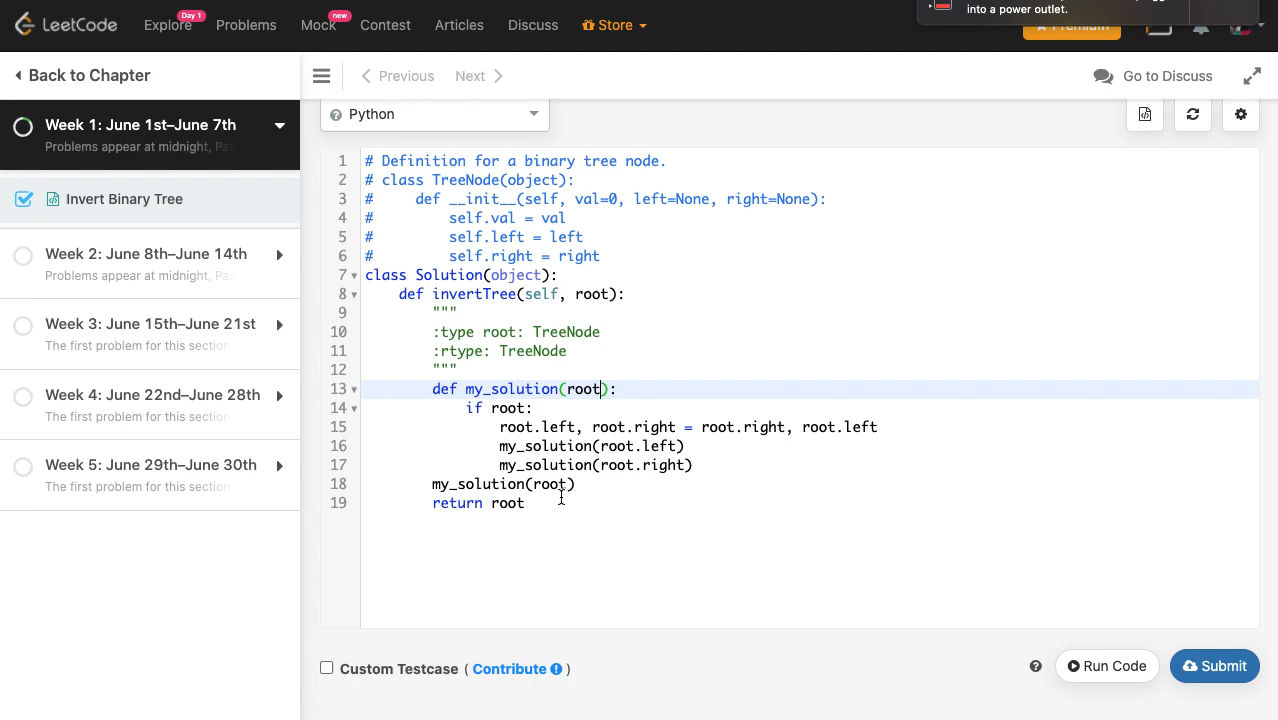 into a power outlet.
LeetCode
Explore
Day 1
Problems
Mock
new
Contest
Articles
Discuss
Store
Premium
Back to Chapter
Previous
Next
Go to Discuss
Week 1: June 1st–June 7th
Problems appear at midnight,
Invert Binary Tree
Week 2: June 8th–June 14th
Problems appear at midnight,
Week 3: June 15th–June 21st
The first problem for this section
Week 4: June 22nd–June 28th
The first problem for this section
Week 5: June 29th–June 30th
The first problem for this section
Python
1 # Definition for a binary tree node.
2 # class TreeNode(object):
3 #     def __init__(self, val=0, left=None, right=None):
4 #         self.val = val
5 #         self.left = left
6 #         self.right = right
7 class Solution(object):
8     def invertTree(self, root):
9         """
10         :type root: TreeNode
11         :rtype: TreeNode
12         """
13         def my_solution(root):
14             if root:
15                 root.left, root.right = root.right, root.left
16                 my_solution(root.left)
17                 my_solution(root.right)
18         my_solution(root)
19         return root
Custom Testcase ( Contribute )
Run Code
Submit